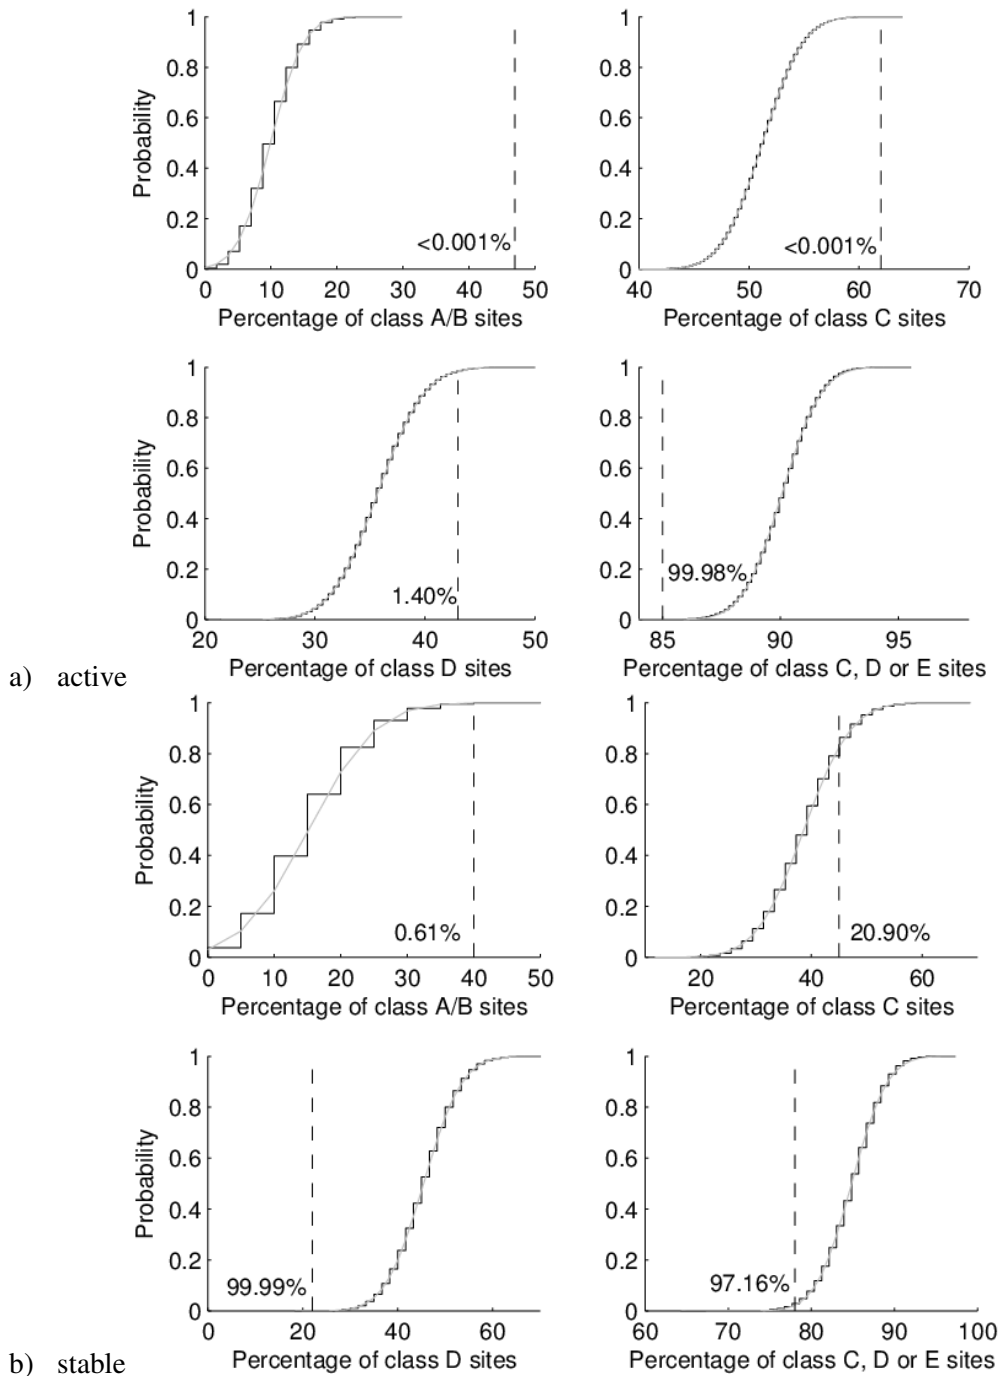 1
0.8
0.6
0.4
0.2
0
Probability
<0.001%
0 10 20 30 40 50
Percentage of class A/B sites
1
0.8
0.6
0.4
0.2
0
<0.001%
40 50 60 70
Percentage of class C sites
1
0.8
0.6
0.4
0.2
0
Probability
1.40%
20 30 40 50
Percentage of class D sites
1
0.8
0.6
0.4
0.2
0
99.98%
85 90 95
Percentage of class C, D or E sites
a) active
1
0.8
0.6
0.4
0.2
0
Probability
0.61%
0 10 20 30 40 50
Percentage of class A/B sites
1
0.8
0.6
0.4
0.2
0
20.90%
20 40 60
Percentage of class C sites
1
0.8
0.6
0.4
0.2
0
Probability
99.99%
0 20 40 60
Percentage of class D sites
1
0.8
0.6
0.4
0.2
0
97.16%
60 70 80 90 100
Percentage of class C, D or E sites
b) stable